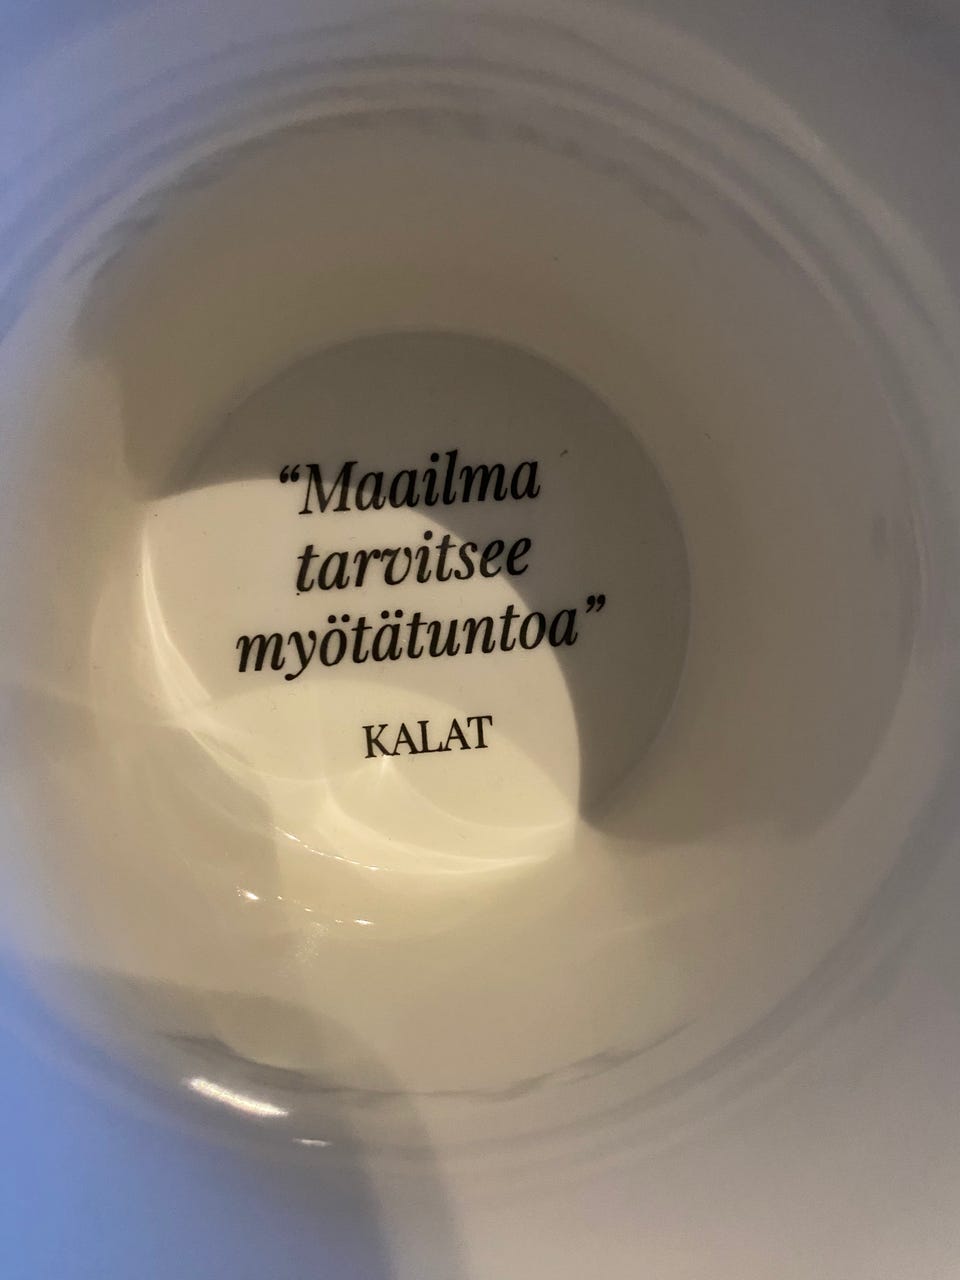 “Maailma
tarvitsee
myötätuntoa”
KALAT